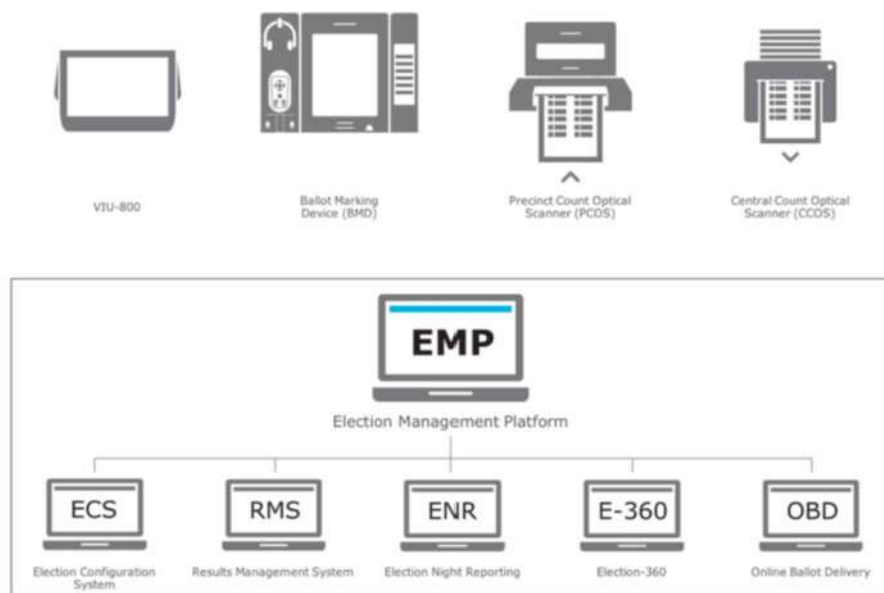 VIU-800
Ballot Marking
Device (BMD)
Precinct Count Optical
Scanner (PCOS)
Central Count Optical
Scanner (CCOS)
EMP
Election Management Platform
ECS
RMS
ENR
E-360
OBD
Election Configuration
System
Results Management System
Election Night Reporting
Election-360
Online Ballot Delivery